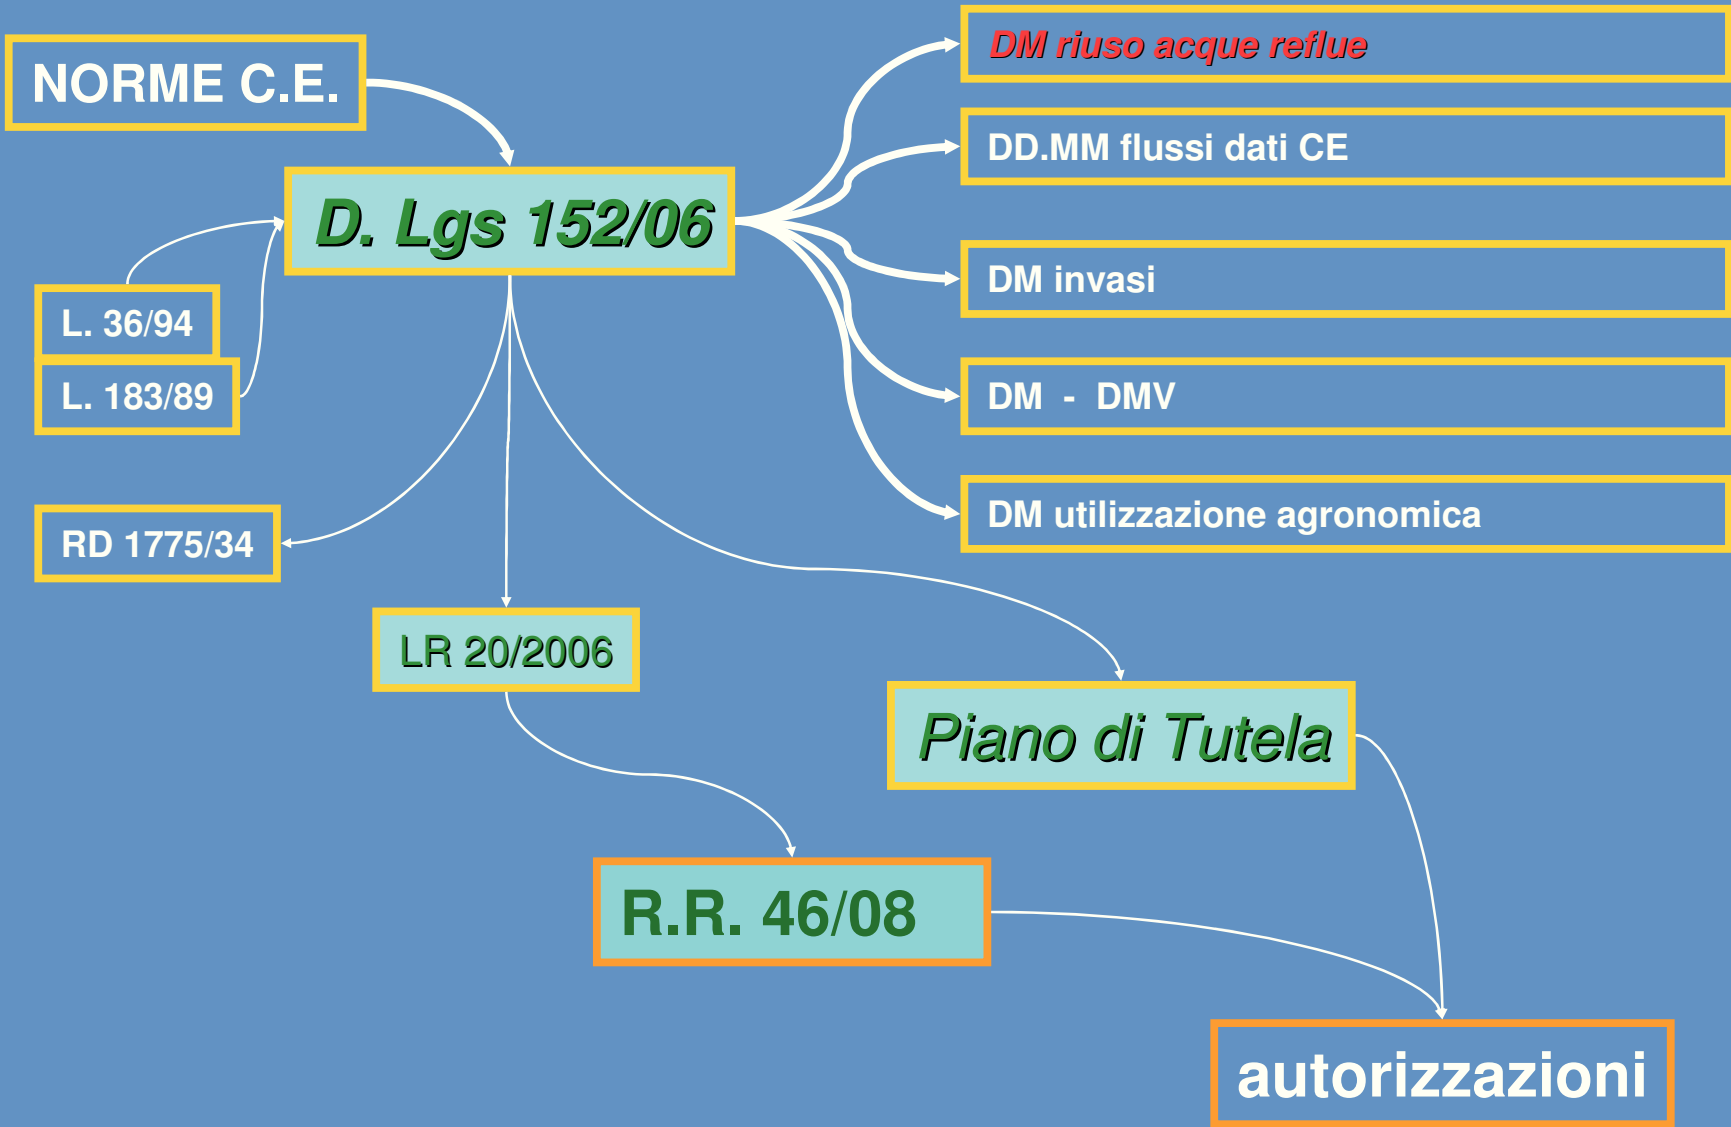 NORME C.E.
DM riuso acque reflue
DD.MM flussi dati CE
D. Lgs 152/06
DM invasi
L. 36/94
L. 183/89
DM - DMV
DM utilizzazione agronomica
RD 1775/34
LR 20/2006
Piano di Tutela
R.R. 46/08
autorizzazioni